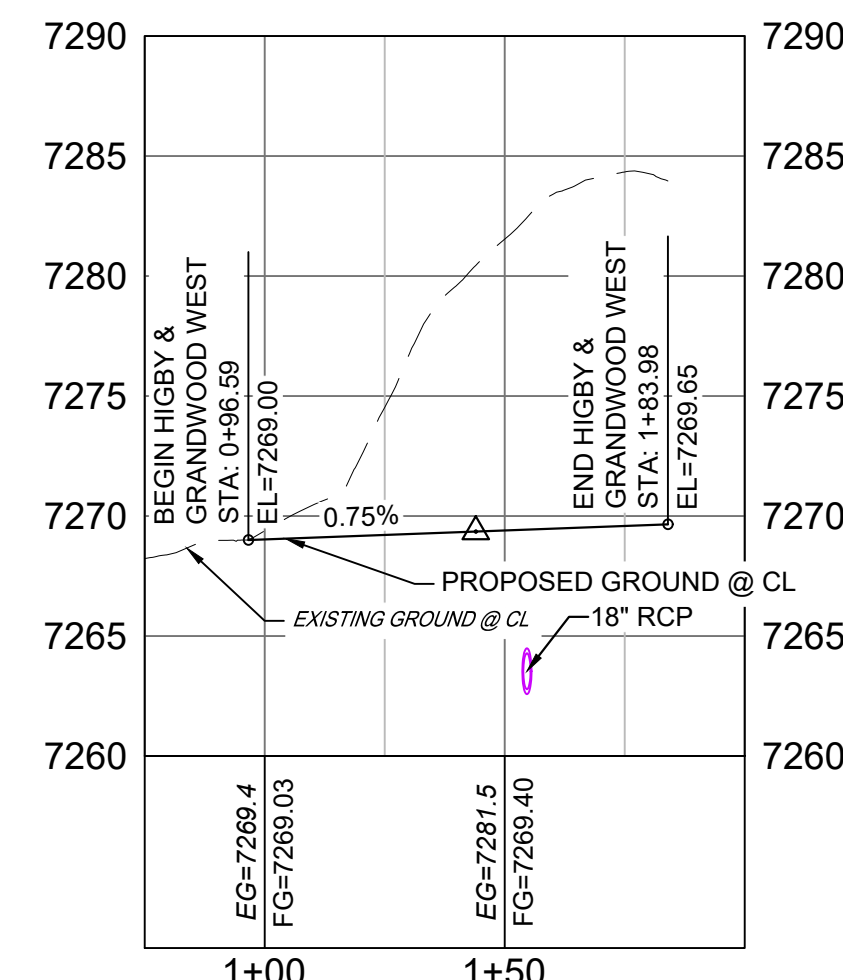 7290
7290
7285
7285
7280
7280
7275
7275
7270
7270
7265
7265
7260
7260
BEGIN HIGBY &
GRANDWOOD WEST
STA: 0+96.59
EL=7269.00
END HIGBY &
GRANDWOOD WEST
STA: 1+83.98
EL=7269.65
0.75%
PROPOSED GROUND @ CL
EXISTING GROUND @ CL
18" RCP
EG=7269.4
FG=7269.03
EG=7281.5
FG=7269.40
1+00
1+50